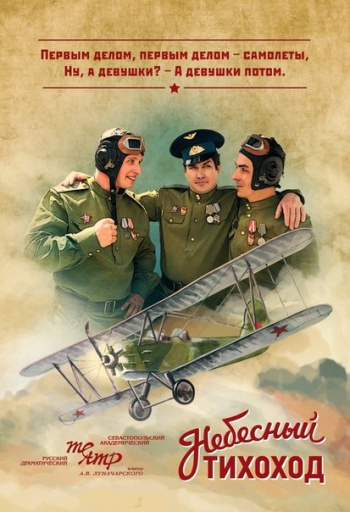 Первым делом, первым делом – самолеты,
Ну, а девушки? – А девушки потом.
СЕВАСТОПОЛЬСКИЙ
АКАДЕМИЧЕСКИЙ
РУССКИЙ
ДРАМАТИЧЕСКИЙ
театр
ИМЕНИ
А.В. ЛУНАЧАРСКОГО
Небесный
ТИХОХОД